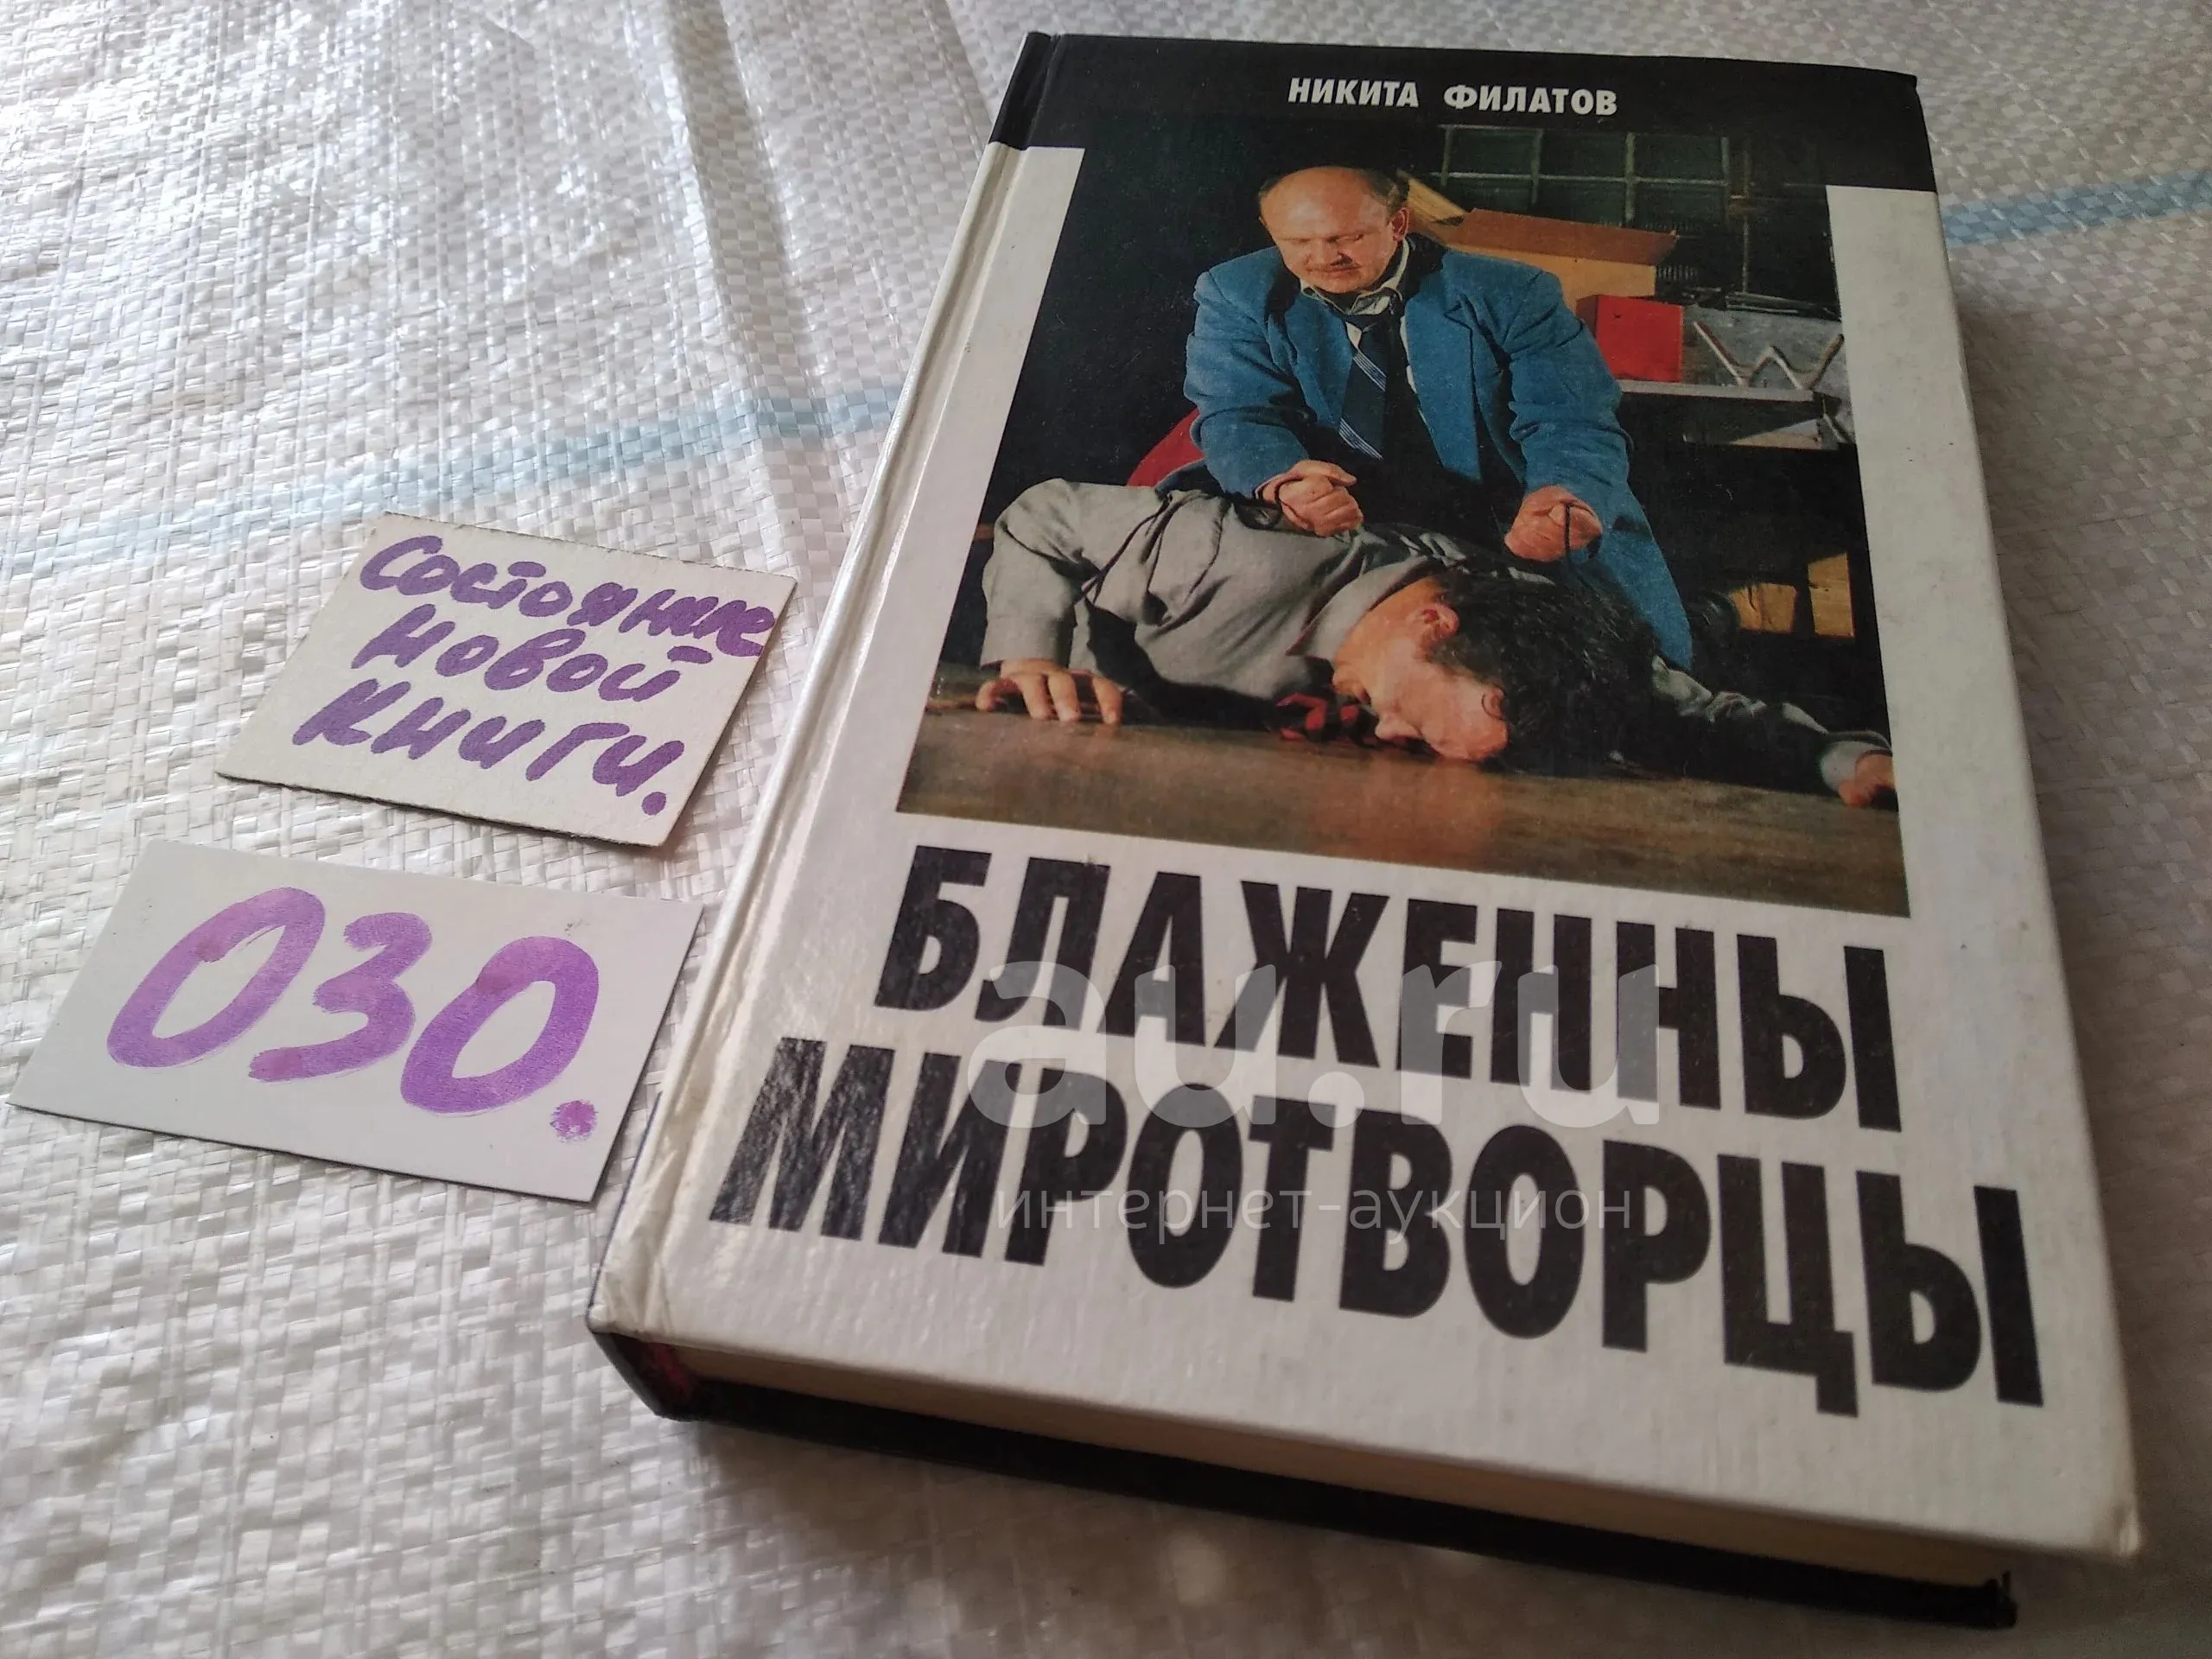 НИКИТА ФИЛАТОВ
БЛАЖЕННЫ
МИРОТВОРЦЫ
Состояние
новой
книги.
030.
au.ru
интернет-аукцион